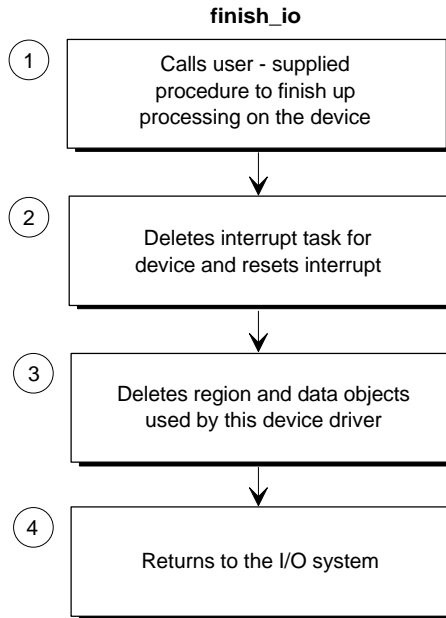 finish_io
1
Calls user - supplied
procedure to finish up
processing on the device
2
Deletes interrupt task for
device and resets interrupt
3
Deletes region and data objects
used by this device driver
4
Returns to the I/O system